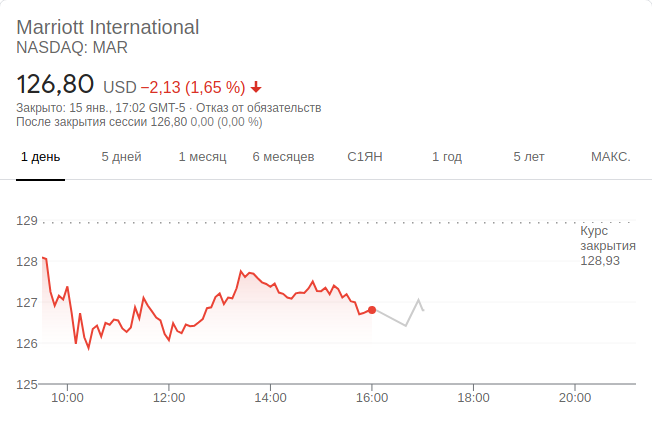 Marriott International
NASDAQ: MAR
126,80 USD −2,13 (1,65 %)
Закрыто: 15 янв., 17:02 GMT-5 · Отказ от обязательств
После закрытия сессии 126,80 0,00 (0,00 %)
1 день 5 дней 1 месяц 6 месяцев С1ЯН 1 год 5 лет МАКС.
129
Курс
закрытия
128,93
128
127
126
125
10:00 12:00 14:00 16:00 18:00 20:00